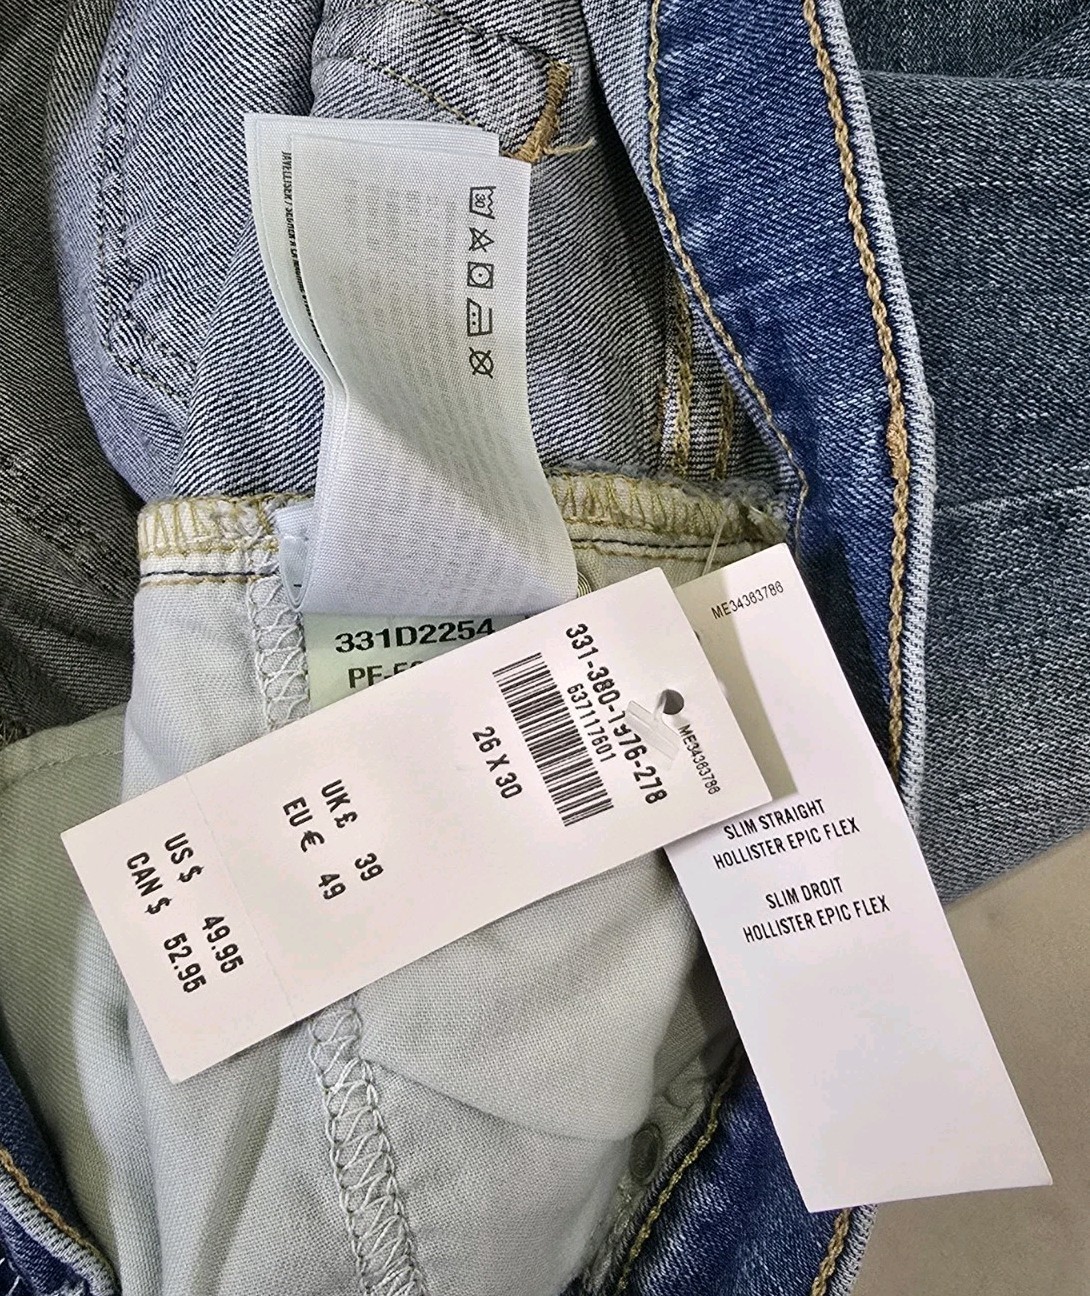 30
331D2254
331-380-1976-278
637117601
ME34363786
26 X 30
UK £ 39
EU € 49
US $ 49.95
CAN $ 52.95
ME34363786
SLIM STRAIGHT
HOLLISTER EPIC FLEX
SLIM DROIT
HOLLISTER EPIC FLEX